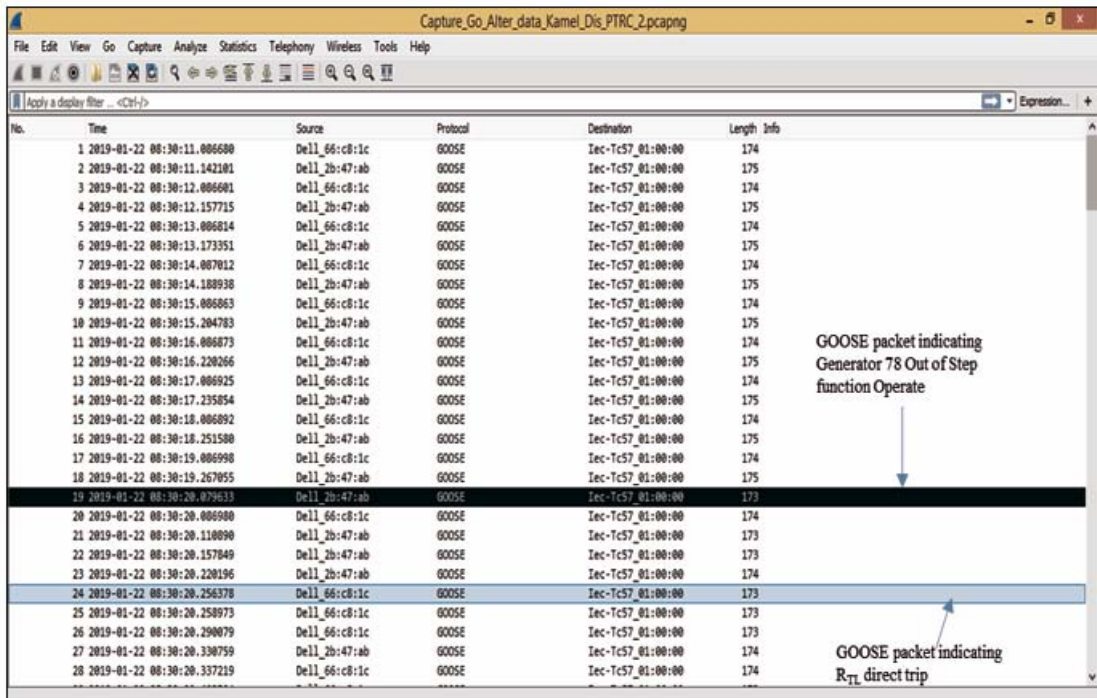 Capture_Go_Alter_data_Kamel_Dis_PTRC_2.pcapng
File Edit View Go Capture Analyze Statistics Telephony Wireless Tools Help
Apply a display filter ... <Ctrl-/> Expression... +
No. Time Source Protocol Destination Length Info
1 2019-01-22 08:30:11.086680 Dell_66:c8:1c GOOSE Iec-Tc57_01:00:00 174
2 2019-01-22 08:30:11.142101 Dell_2b:47:ab GOOSE Iec-Tc57_01:00:00 175
3 2019-01-22 08:30:12.086601 Dell_66:c8:1c GOOSE Iec-Tc57_01:00:00 174
4 2019-01-22 08:30:12.157715 Dell_2b:47:ab GOOSE Iec-Tc57_01:00:00 175
5 2019-01-22 08:30:13.086814 Dell_66:c8:1c GOOSE Iec-Tc57_01:00:00 174
6 2019-01-22 08:30:13.173351 Dell_2b:47:ab GOOSE Iec-Tc57_01:00:00 175
7 2019-01-22 08:30:14.087012 Dell_66:c8:1c GOOSE Iec-Tc57_01:00:00 174
8 2019-01-22 08:30:14.188938 Dell_2b:47:ab GOOSE Iec-Tc57_01:00:00 175
9 2019-01-22 08:30:15.086863 Dell_66:c8:1c GOOSE Iec-Tc57_01:00:00 174
10 2019-01-22 08:30:15.204783 Dell_2b:47:ab GOOSE Iec-Tc57_01:00:00 175
11 2019-01-22 08:30:16.086873 Dell_66:c8:1c GOOSE Iec-Tc57_01:00:00 174
12 2019-01-22 08:30:16.220266 Dell_2b:47:ab GOOSE Iec-Tc57_01:00:00 175
13 2019-01-22 08:30:17.086925 Dell_66:c8:1c GOOSE Iec-Tc57_01:00:00 174
14 2019-01-22 08:30:17.235854 Dell_2b:47:ab GOOSE Iec-Tc57_01:00:00 175
15 2019-01-22 08:30:18.086892 Dell_66:c8:1c GOOSE Iec-Tc57_01:00:00 174
16 2019-01-22 08:30:18.251580 Dell_2b:47:ab GOOSE Iec-Tc57_01:00:00 175
17 2019-01-22 08:30:19.086998 Dell_66:c8:1c GOOSE Iec-Tc57_01:00:00 174
18 2019-01-22 08:30:19.267055 Dell_2b:47:ab GOOSE Iec-Tc57_01:00:00 175
19 2019-01-22 08:30:20.079633 Dell_2b:47:ab GOOSE Iec-Tc57_01:00:00 173
20 2019-01-22 08:30:20.086980 Dell_66:c8:1c GOOSE Iec-Tc57_01:00:00 174
21 2019-01-22 08:30:20.110890 Dell_2b:47:ab GOOSE Iec-Tc57_01:00:00 173
22 2019-01-22 08:30:20.157849 Dell_2b:47:ab GOOSE Iec-Tc57_01:00:00 173
23 2019-01-22 08:30:20.220196 Dell_2b:47:ab GOOSE Iec-Tc57_01:00:00 174
24 2019-01-22 08:30:20.256378 Dell_66:c8:1c GOOSE Iec-Tc57_01:00:00 173
25 2019-01-22 08:30:20.258973 Dell_66:c8:1c GOOSE Iec-Tc57_01:00:00 173
26 2019-01-22 08:30:20.290079 Dell_66:c8:1c GOOSE Iec-Tc57_01:00:00 173
27 2019-01-22 08:30:20.330759 Dell_2b:47:ab GOOSE Iec-Tc57_01:00:00 174
28 2019-01-22 08:30:20.337219 Dell_66:c8:1c GOOSE Iec-Tc57_01:00:00 174
GOOSE packet indicating
Generator 78 Out of Step
function Operate
GOOSE packet indicating
R_TL direct trip